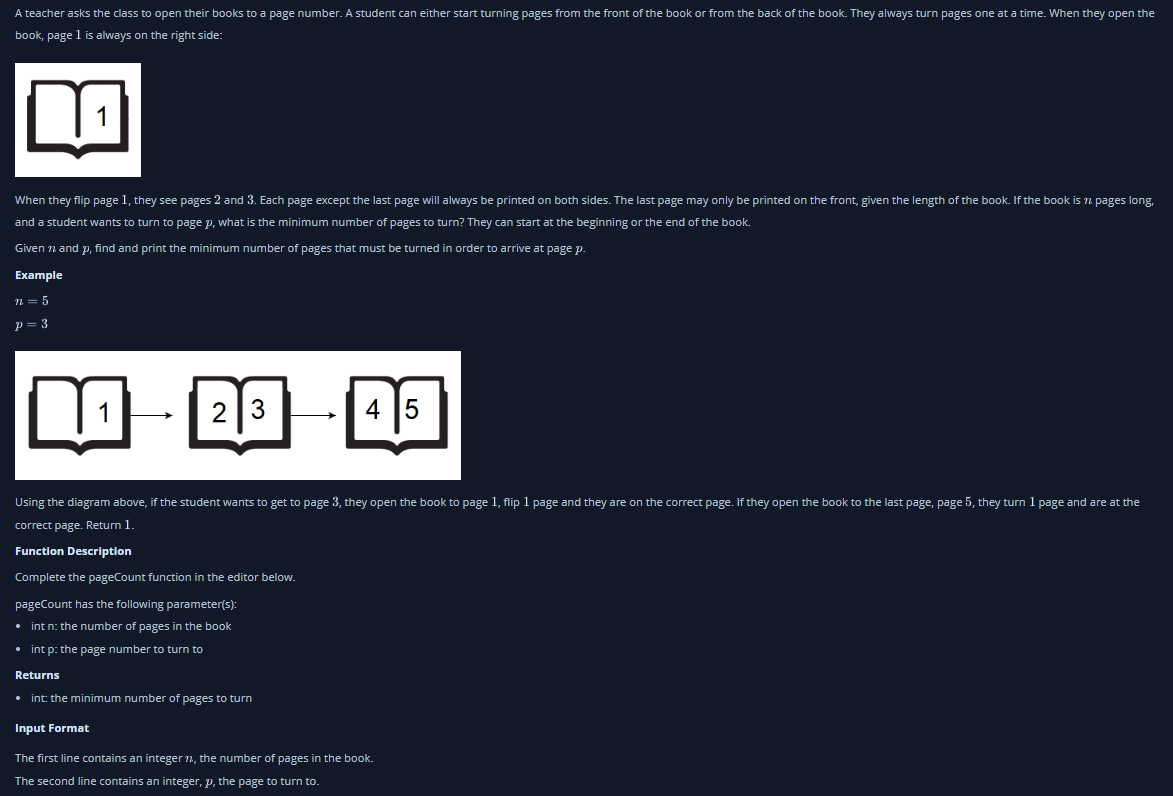 A teacher asks the class to open their books to a page number. A student can either start turning pages from the front of the book or from the back of the book. They always turn pages one at a time. When they open the
book, page 1 is always on the right side:
1
When they flip page 1, they see pages 2 and 3. Each page except the last page will always be printed on both sides. The last page may only be printed on the front, given the length of the book. If the book is n pages long,
and a student wants to turn to page p, what is the minimum number of pages to turn? They can start at the beginning or the end of the book.
Given n and p, find and print the minimum number of pages that must be turned in order to arrive at page p.
Example
n = 5
p = 3
1 2 3 4 5
Using the diagram above, if the student wants to get to page 3, they open the book to page 1, flip 1 page and they are on the correct page. If they open the book to the last page, page 5, they turn 1 page and are at the
correct page. Return 1.
Function Description
Complete the pageCount function in the editor below.
pageCount has the following parameter(s):
• int n: the number of pages in the book
• int p: the page number to turn to
Returns
• int: the minimum number of pages to turn
Input Format
The first line contains an integer n, the number of pages in the book.
The second line contains an integer, p, the page to turn to.